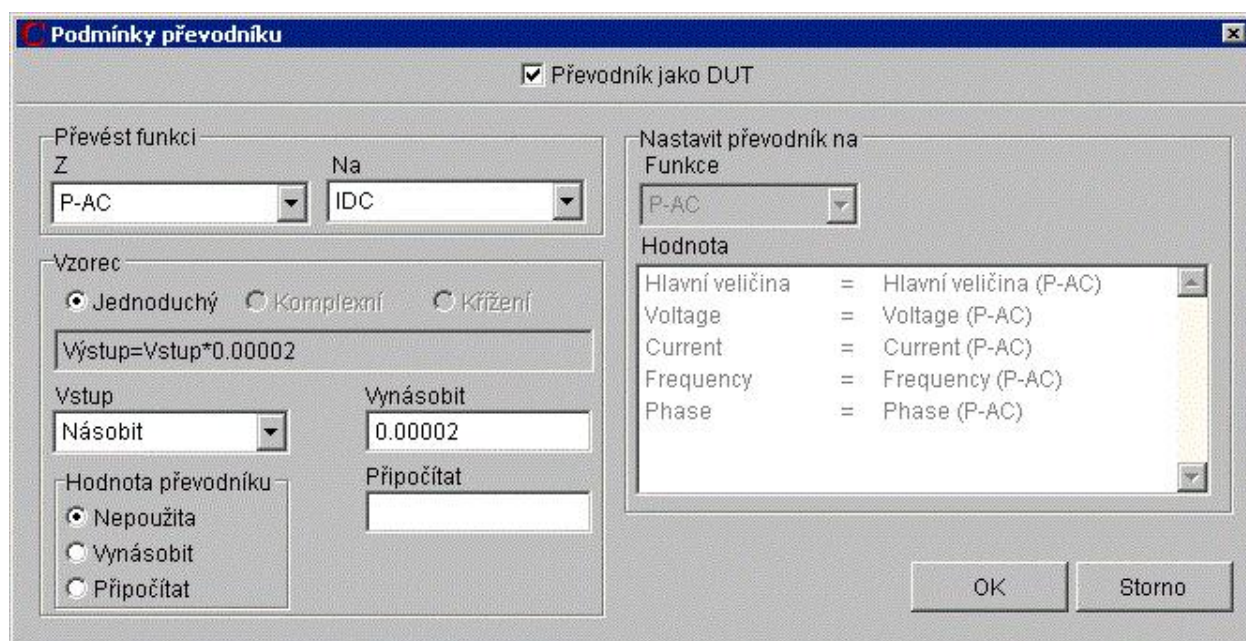 Podmínky převodníku
Převodník jako DUT
Převést funkci
Z Na
P-AC IDC
Vzorec
Jednoduchý Komplexní Křížení
Výstup=Vstup*0.00002
Vstup Vynásobit
Násobit 0.00002
Hodnota převodníku Připočítat
Nepoužita
Vynásobit
Připočítat
Nastavit převodník na
Funkce
P-AC
Hodnota
Hlavní veličina = Hlavní veličina (P-AC)
Voltage = Voltage (P-AC)
Current = Current (P-AC)
Frequency = Frequency (P-AC)
Phase = Phase (P-AC)
OK Storno